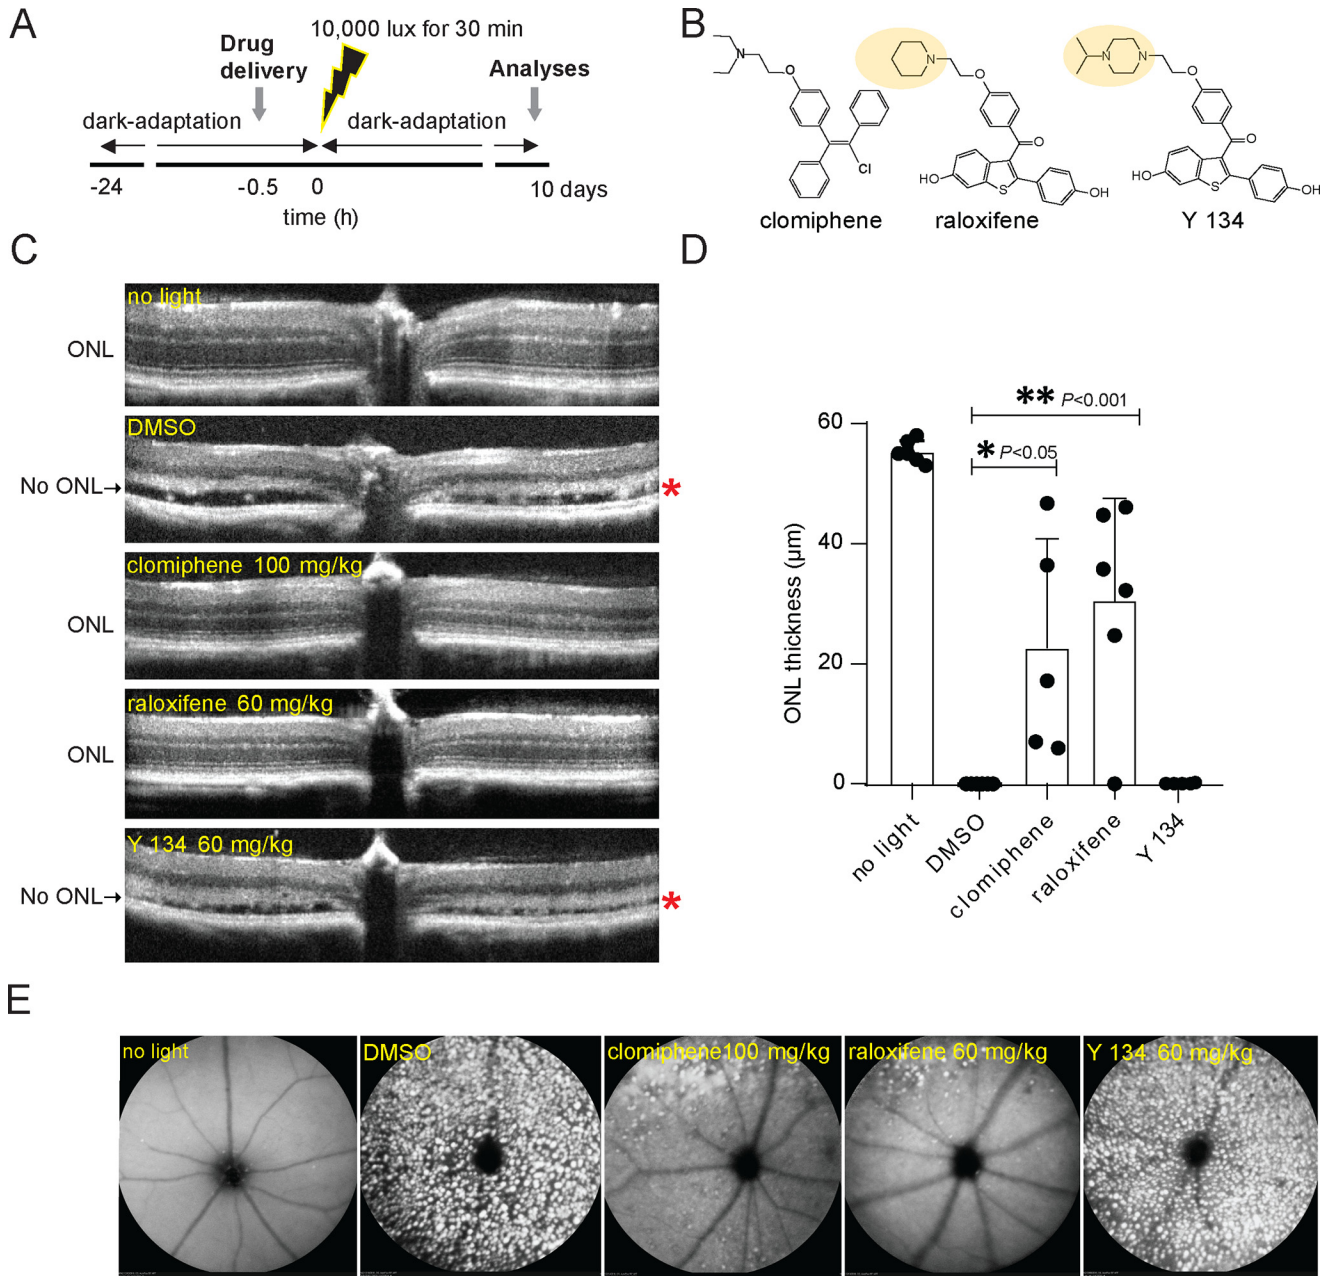 A
10,000 lux for 30 min
Drug
delivery
Analyses
dark-adaptation
dark-adaptation
-24
-0.5
0
10 days
time (h)
B
N
O
Cl
clomiphene
N
O
O
HO
S
OH
raloxifene
N
N
O
O
HO
S
OH
Y 134
C
no light
ONL
DMSO
No ONL→
*
clomiphene 100 mg/kg
ONL
raloxifene 60 mg/kg
ONL
Y 134 60 mg/kg
No ONL→
*
D
** P<0.001
* P<0.05
60
40
20
0
ONL thickness (µm)
no light
DMSO
clomiphene
raloxifene
Y 134
E
no light
DMSO
clomiphene100 mg/kg
raloxifene 60 mg/kg
Y 134 60 mg/kg